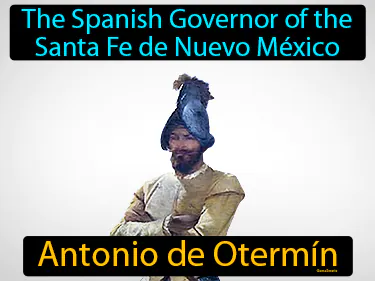 The Spanish Governor of the
Santa Fe de Nuevo México
Antonio de Otermín